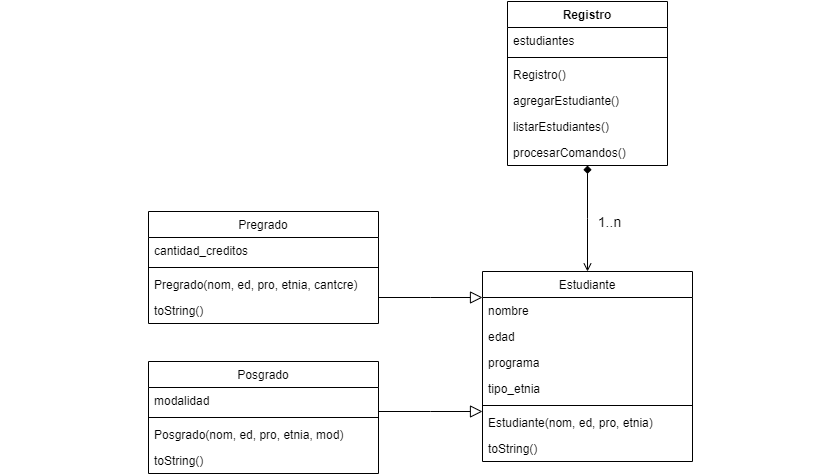 Registro
estudiantes
Registro()
agregarEstudiante()
listarEstudiantes()
procesarComandos()
1..n
Pregrado
cantidad_creditos
Pregrado(nom, ed, pro, etnia, cantcre)
toString()
Estudiante
nombre
edad
programa
tipo_etnia
Estudiante(nom, ed, pro, etnia)
toString()
Posgrado
modalidad
Posgrado(nom, ed, pro, etnia, mod)
toString()